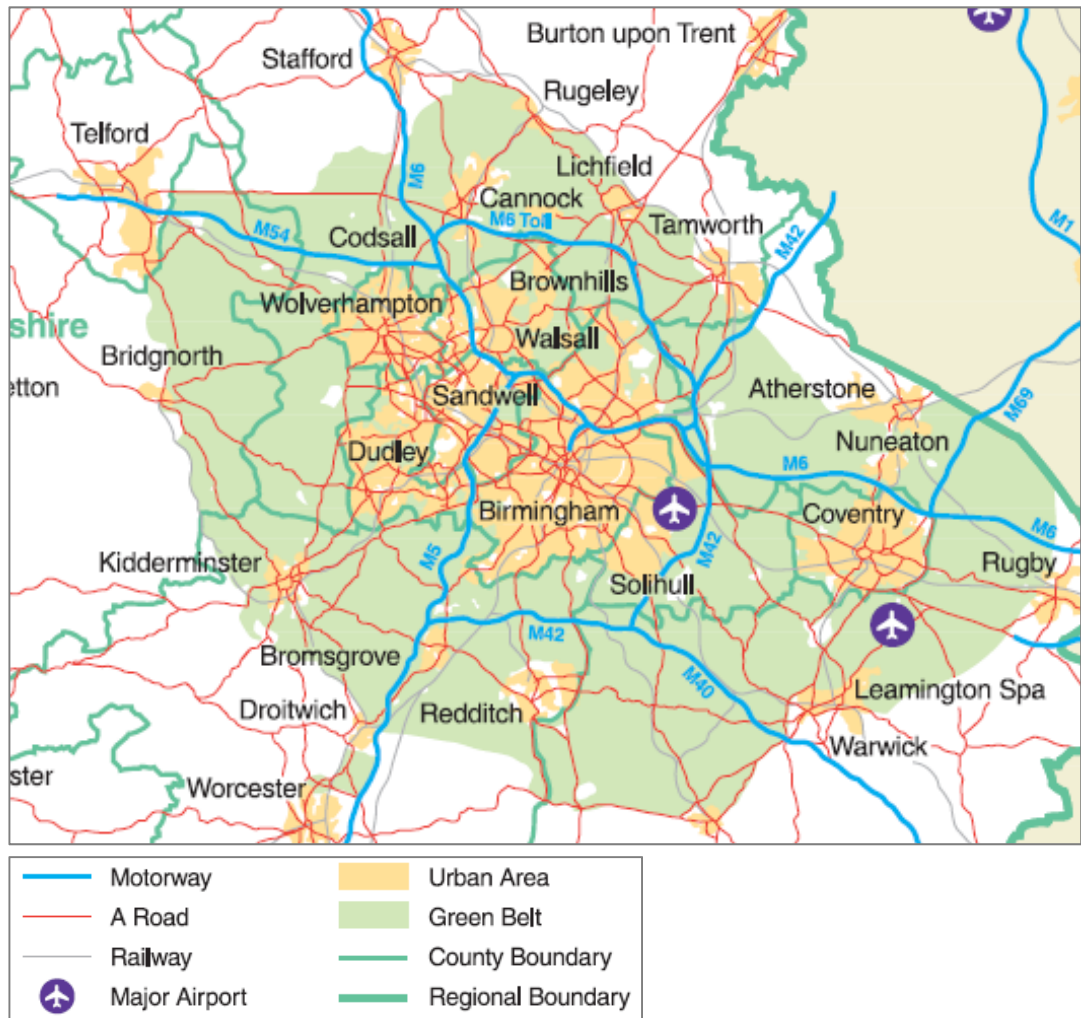 Stafford
Burton upon Trent
Rugeley
Telford
Lichfield
M6
Cannock
M6 Toll
Tamworth
M1
M54
Codsall
M42
Brownhills
Wolverhampton
shire
Walsall
Bridgnorth
etton
Sandwell
Atherstone
M69
Dudley
Nuneaton
M6
Birmingham
Coventry
M5
M42
M6
Kidderminster
Solihull
Rugby
M42
Bromsgrove
M40
Leamington Spa
Droitwich
Redditch
Warwick
ster
Worcester
Motorway
Urban Area
A Road
Green Belt
Railway
County Boundary
Major Airport
Regional Boundary